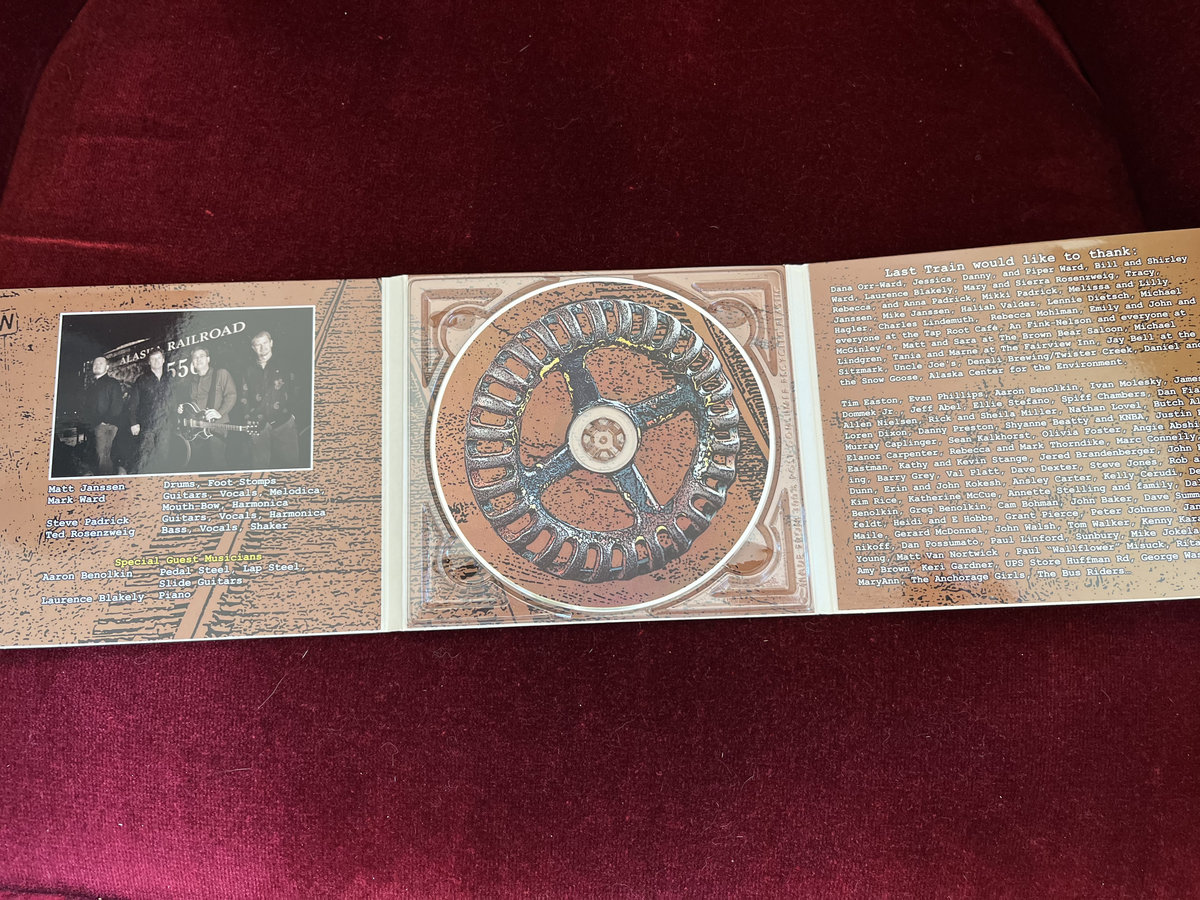 N
ALASKA RAILROAD
556
Matt Janssen Drums, Foot Stomps
Mark Ward Guitars, Vocals, Melodica,
Mouth-Bow, Harmonica
Steve Padrick Guitars, Vocals, Harmonica
Ted Rosenzweig Bass, Vocals, Shaker
Special Guest Musicians
Aaron Benolkin Pedal Steel, Lap Steel,
Slide Guitars
Laurence Blakely Piano
Last Train would like to thank:
Dana Orr-Ward, Jessica, Danny, and Piper Ward, Bill and Shirley
Ward, Laurence Blakely, Mary and Sierra Rosenzweig, Tracy,
Rebecca, and Anna Padrick, Mikki Padrick, Melissa and Lilly
Janssen, Mike Janssen, Hallah Valdes, Lennie Dietsch, Michael
Hagler, Charles Lindemuth, Rebecca Mohlman, Emily and John and
everyone at the Tap Root Cafe, An Fink-Nelson and everyone at
McGinley's, Matt and Sara at The Brown Bear Saloon, Michael
Lindgren, Tania and Marne at The Fairview Inn, Jay Bell at the
Sitzmark, Uncle Joe's, Denali Brewing/Twister Creek, Daniel and
the Snow Goose, Alaska Center for the Environment.
Tim Easton, Evan Phillips, Aaron Benolkin, Ivan Molesky, James
Dommek Jr., Jeff Abel, Ellie Stefano, Spiff Chambers, Dan Fia
Allen Nielsen, Rick and Sheila Miller, Nathan Lovel, Butch Al
Loren Dixon, Danny Preston, Shyanne Beatty and KNBA, Justin
Murray Caplinger, Sean Kalkhorst, Olivia Foster, Angie Abshi
Elanor Carpenter, Rebecca and Mark Thorndike, Marc Connelly,
Eastman, Kathy and Kevin Stange, Jered Brandenberger, John
ing, Barry Grey, Val Platt, Dave Dexter, Steve Jones, Rob
Dunn, Erin and John Kokesh, Ansley Carter, Kelly Cerudi,
Kim Rice, Katherine McCue, Annette Stelling and family, Da
Benolkin, Greg Benolkin, Cam Bohman, John Baker, Dave Summ
feldt, Heidi and E Hobbs, Grant Pierce, Peter Johnson, Jan
Maile, Gerard McDonnel, John Walsh, Tom Walker, Kenny Kar
nikoff, Dan Possumato, Paul Linford, Sunbury, Mike Jokela
Young, Matt Van Nortwick, Paul "Wallflower" Misuck, Rito
Amy Brown, Keri Gardner, UPS Store Huffman Rd, George Wa
MaryAnn, The Anchorage Girls, The Bus Riders…